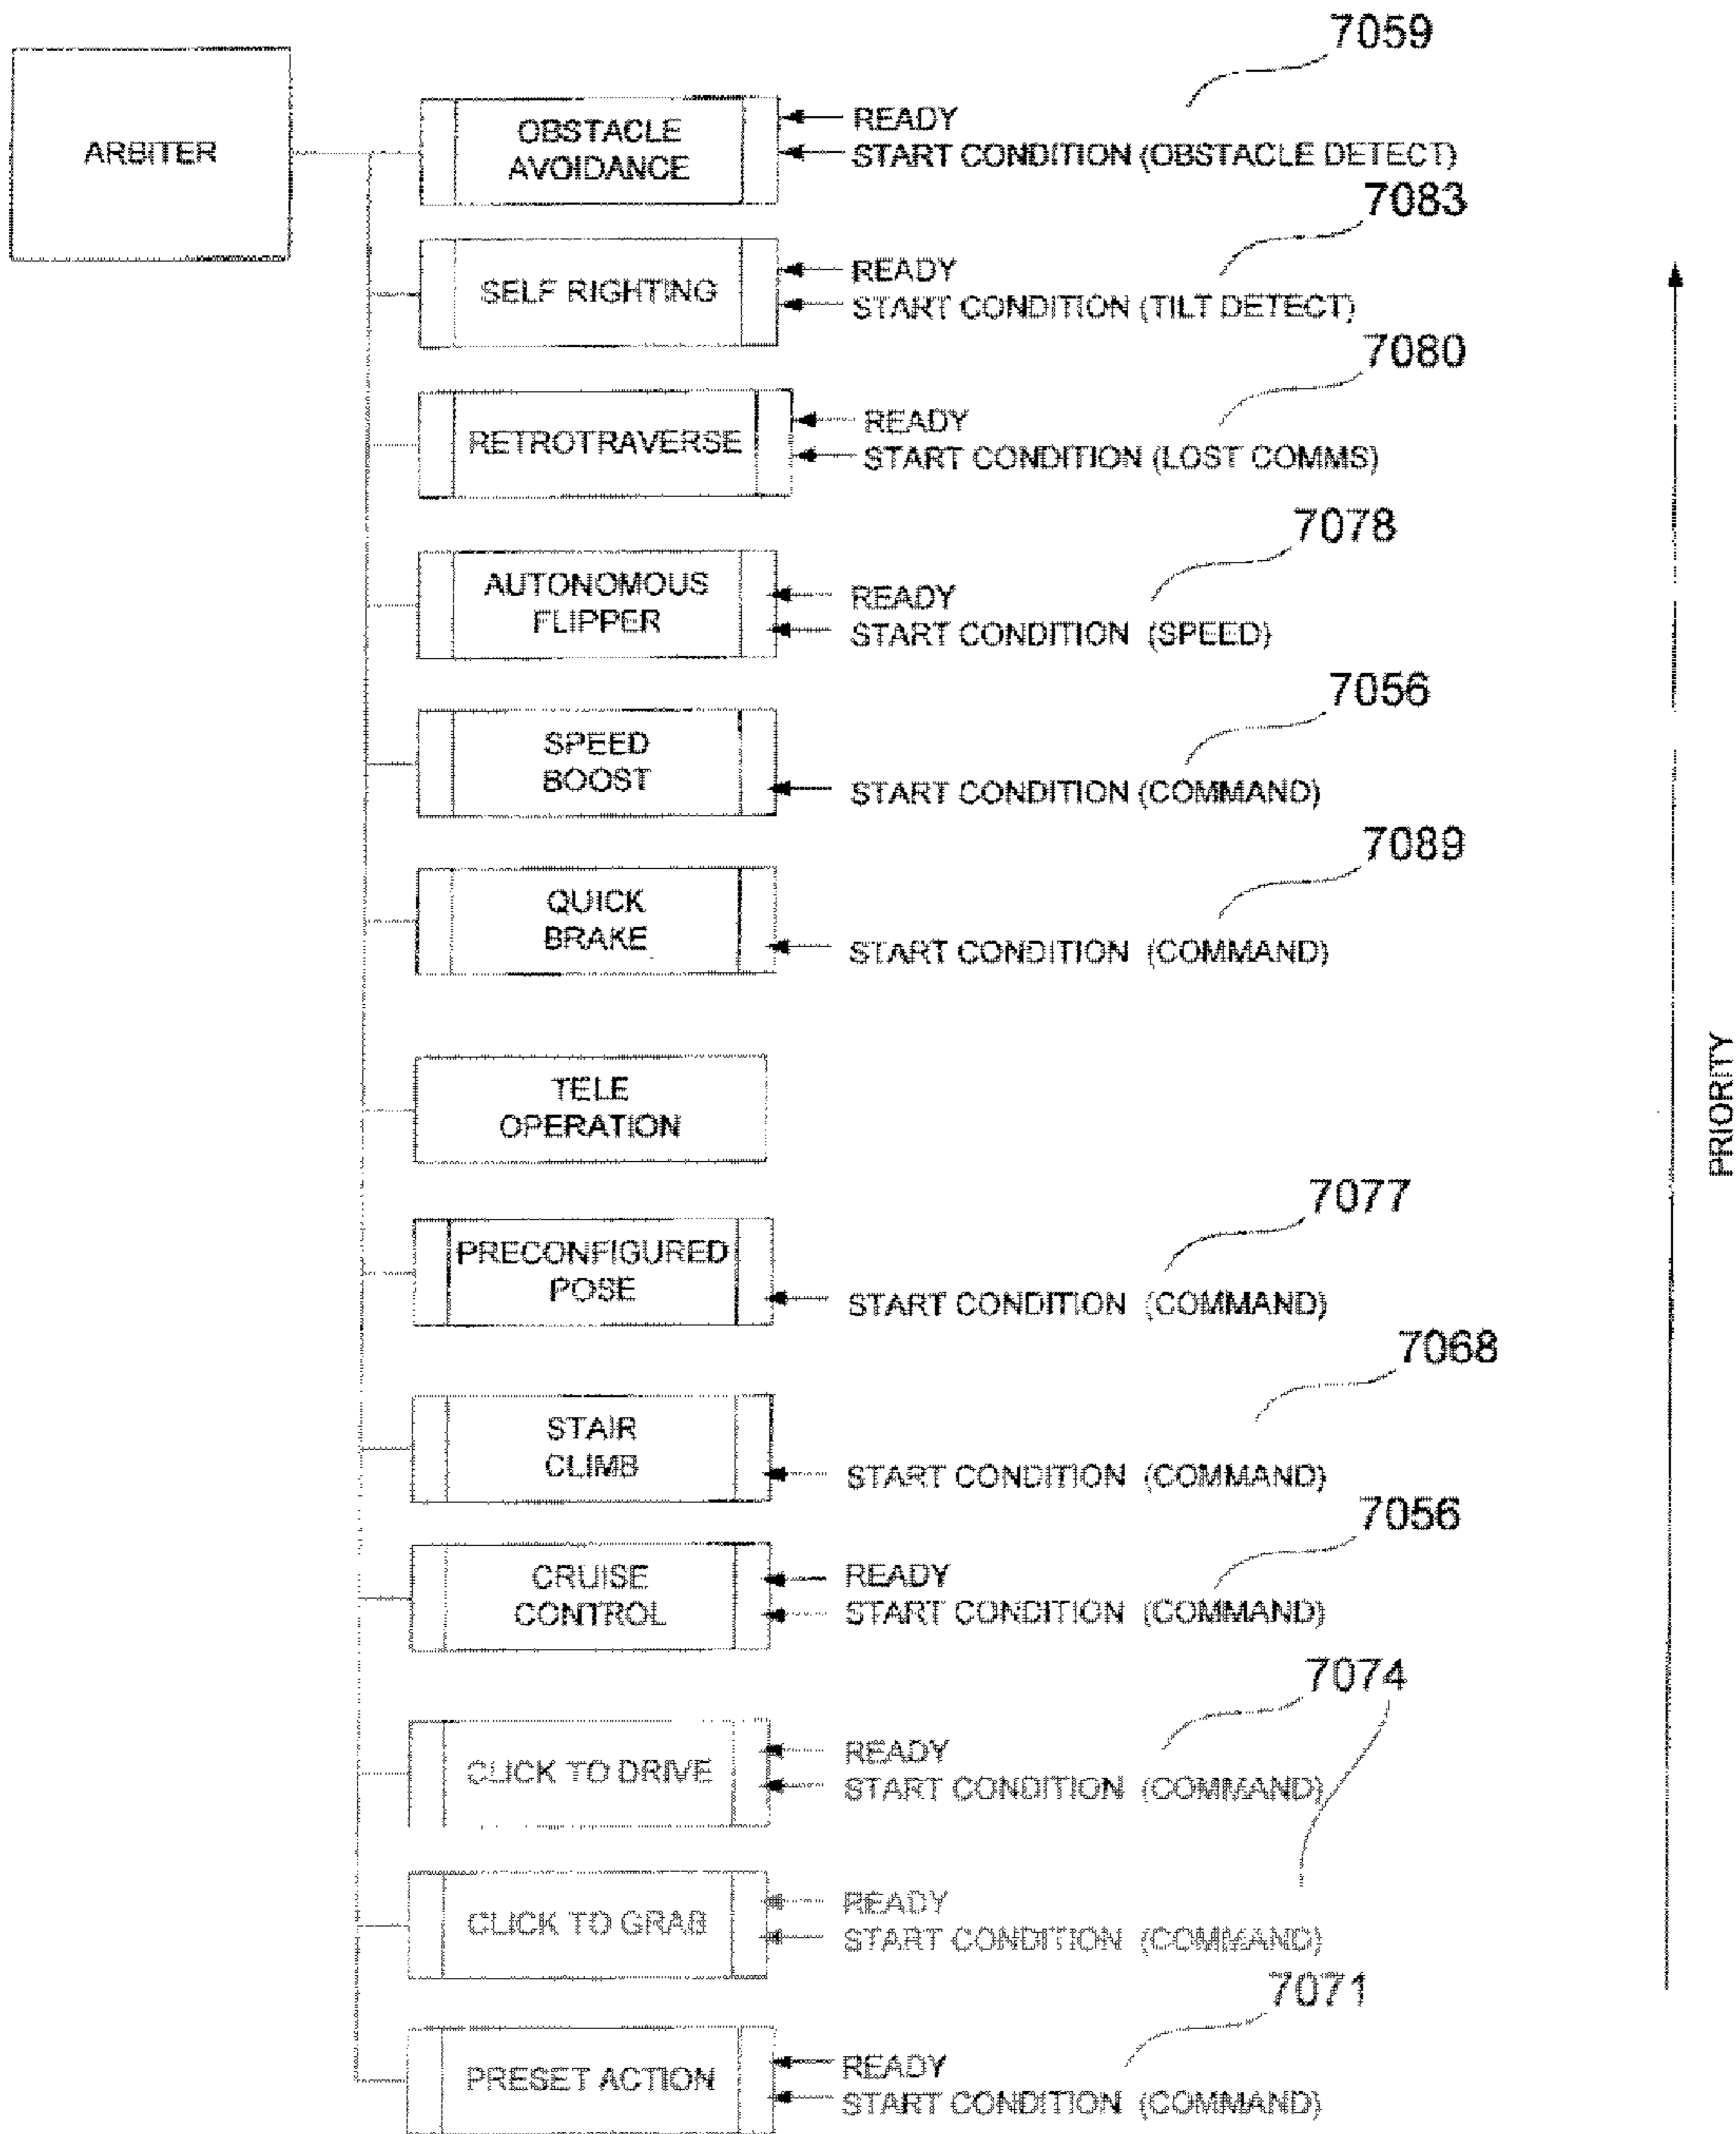 7059
ARBITER
OBSTACLE
AVOIDANCE
READY
START CONDITION (OBSTACLE DETECT)
7083
SELF RIGHTING
READY
START CONDITION (TILT DETECT)
7080
RETROTRAVERSE
READY
START CONDITION (LOST COMMS)
7078
AUTONOMOUS
FLIPPER
READY
START CONDITION (SPEED)
7056
SPEED
BOOST
START CONDITION (COMMAND)
7089
QUICK
BRAKE
START CONDITION (COMMAND)
TELE
OPERATION
PRIORITY
7077
PRECONFIGURED
POSE
START CONDITION (COMMAND)
7068
STAIR
CLIMB
START CONDITION (COMMAND)
7056
CRUISE
CONTROL
READY
START CONDITION (COMMAND)
7074
CLICK TO DRIVE
READY
START CONDITION (COMMAND)
CLICK TO GRAB
READY
START CONDITION (COMMAND)
7071
PRESET ACTION
READY
START CONDITION (COMMAND)